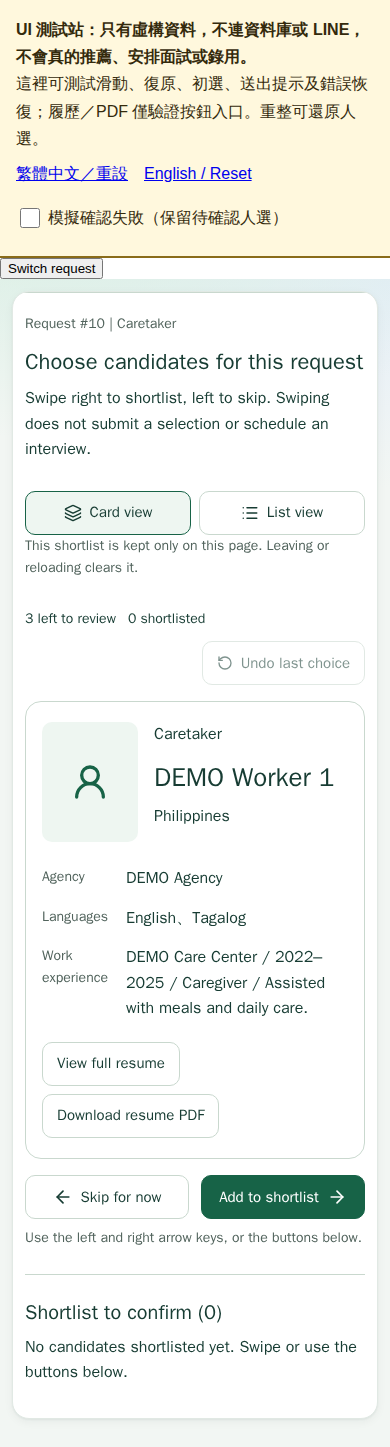 UI 測試站：只有虛構資料，不連資料庫或 LINE，
不會真的推薦、安排面試或錄用。
這裡可測試滑動、復原、初選、送出提示及錯誤恢
復；履歷／PDF 僅驗證按鈕入口。重整可還原人
選。
繁體中文／重設 English / Reset
模擬確認失敗（保留待確認人選）
Switch request
Request #10 | Caretaker
Choose candidates for this request
Swipe right to shortlist, left to skip. Swiping
does not submit a selection or schedule an
interview.
Card view List view
This shortlist is kept only on this page. Leaving or
reloading clears it.
3 left to review 0 shortlisted
Undo last choice
Caretaker
DEMO Worker 1
Philippines
Agency DEMO Agency
Languages English、Tagalog
Work DEMO Care Center / 2022–
experience 2025 / Caregiver / Assisted
with meals and daily care.
View full resume
Download resume PDF
Skip for now Add to shortlist
Use the left and right arrow keys, or the buttons below.
Shortlist to confirm (0)
No candidates shortlisted yet. Swipe or use the
buttons below.